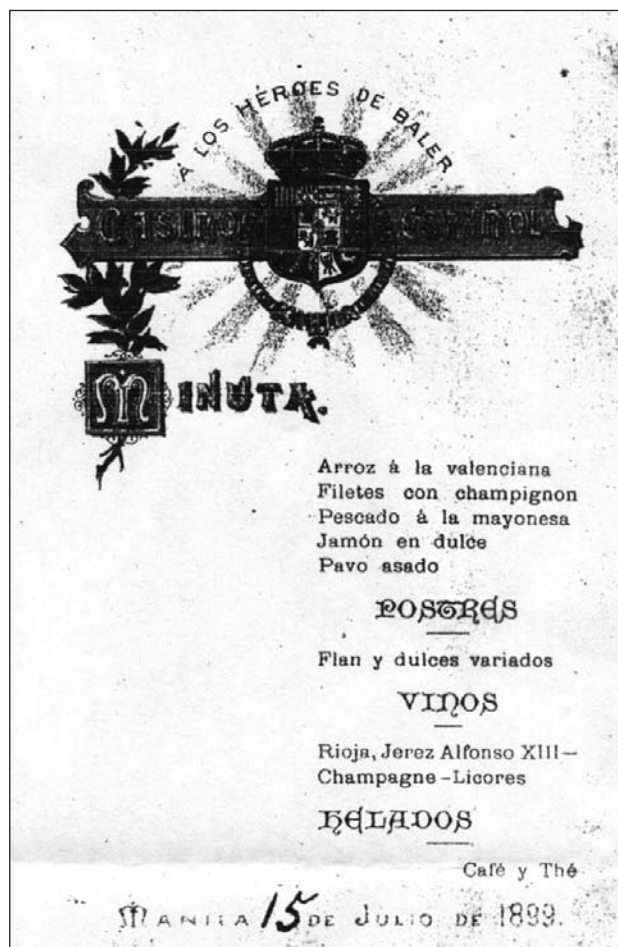 A LOS HEROES DE BALER
CASINO ESPAÑOL
MINUTA.
Arroz á la valenciana
Filetes con champignon
Pescado á la mayonesa
Jamón en dulce
Pavo asado
POSTRES
Flan y dulces variados
VINOS
Rioja, Jerez Alfonso XIII—
Champagne-Licores
HELADOS
Café y Thé
MANILA 15 DE JULIO DE 1899.